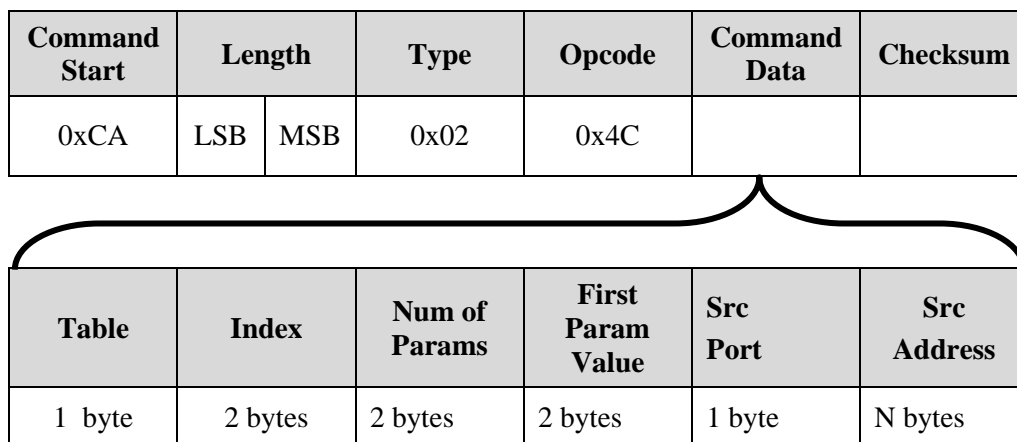 Command Start Length Type Opcode Command Data Checksum
0xCA LSB MSB 0x02 0x4C
Table Index Num of Params First Param Value Src Port Src Address
1 byte 2 bytes 2 bytes 2 bytes 1 byte N bytes